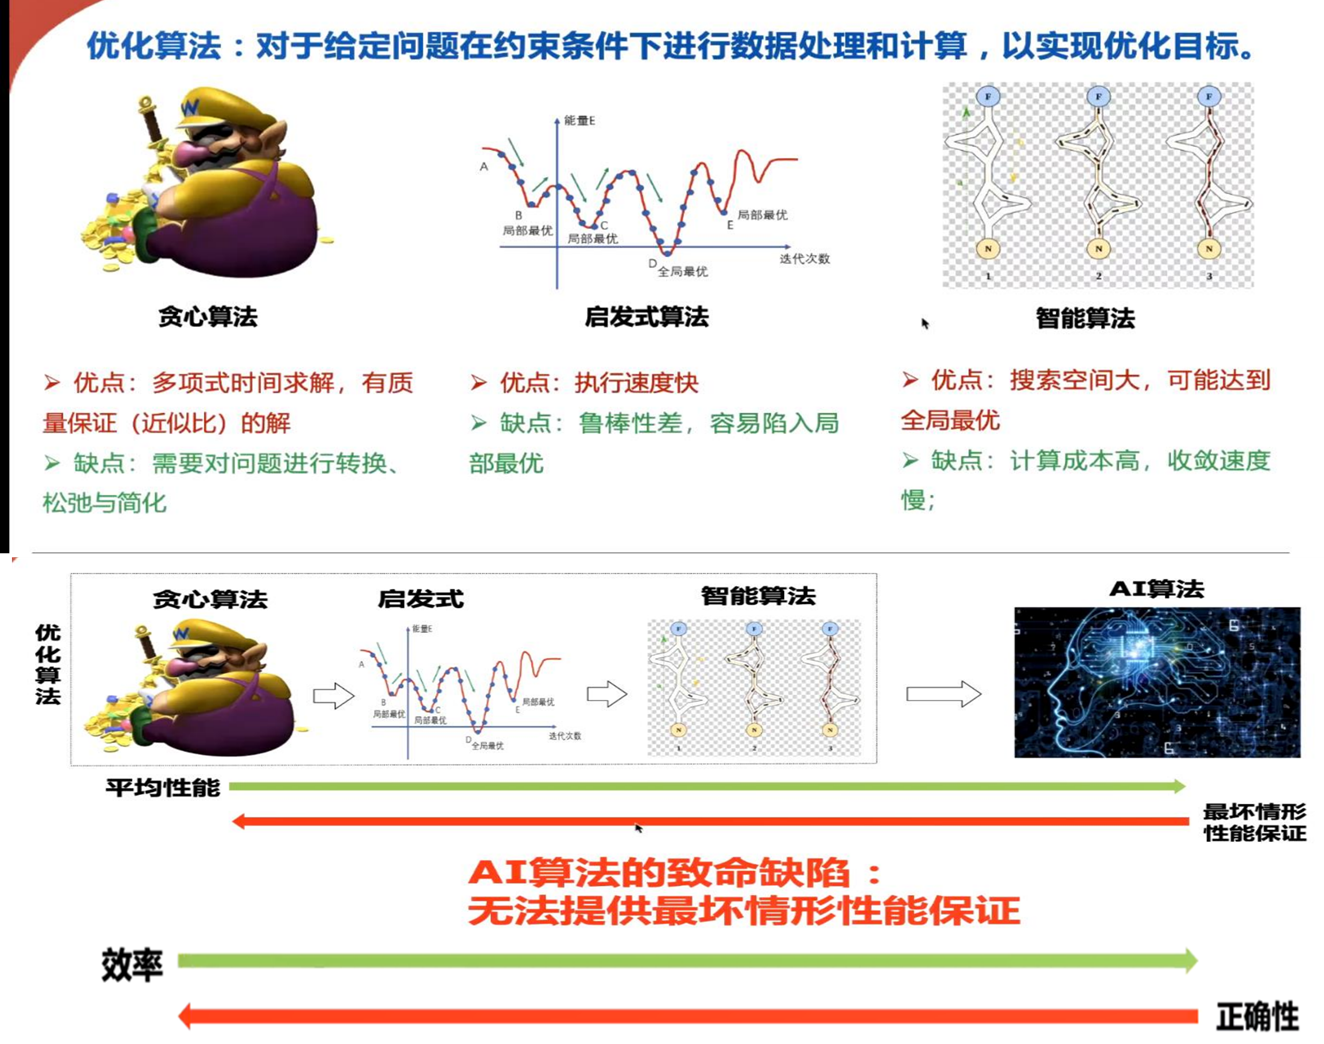 优化算法：对于给定问题在约束条件下进行数据处理和计算，以实现优化目标。
W
能量E
A
B
局部最优
C
局部最优
D
全局最优
E
局部最优
迭代次数
F
F
F
N
N
N
1
2
3
贪心算法
启发式算法
智能算法
➢ 优点：多项式时间求解，有质
量保证（近似比）的解
➢ 缺点：需要对问题进行转换、
松弛与简化
➢ 优点：执行速度快
➢ 缺点：鲁棒性差，容易陷入局
部最优
➢ 优点：搜索空间大，可能达到
全局最优
➢ 缺点：计算成本高，收敛速度
慢；
优化算法
贪心算法
启发式
智能算法
AI算法
W
能量E
A
B
局部最优
C
局部最优
D
全局最优
E
局部最优
迭代次数
F
F
F
N
N
N
1
2
3
平均性能
最坏情形
性能保证
AI算法的致命缺陷：
无法提供最坏情形性能保证
效率
正确性